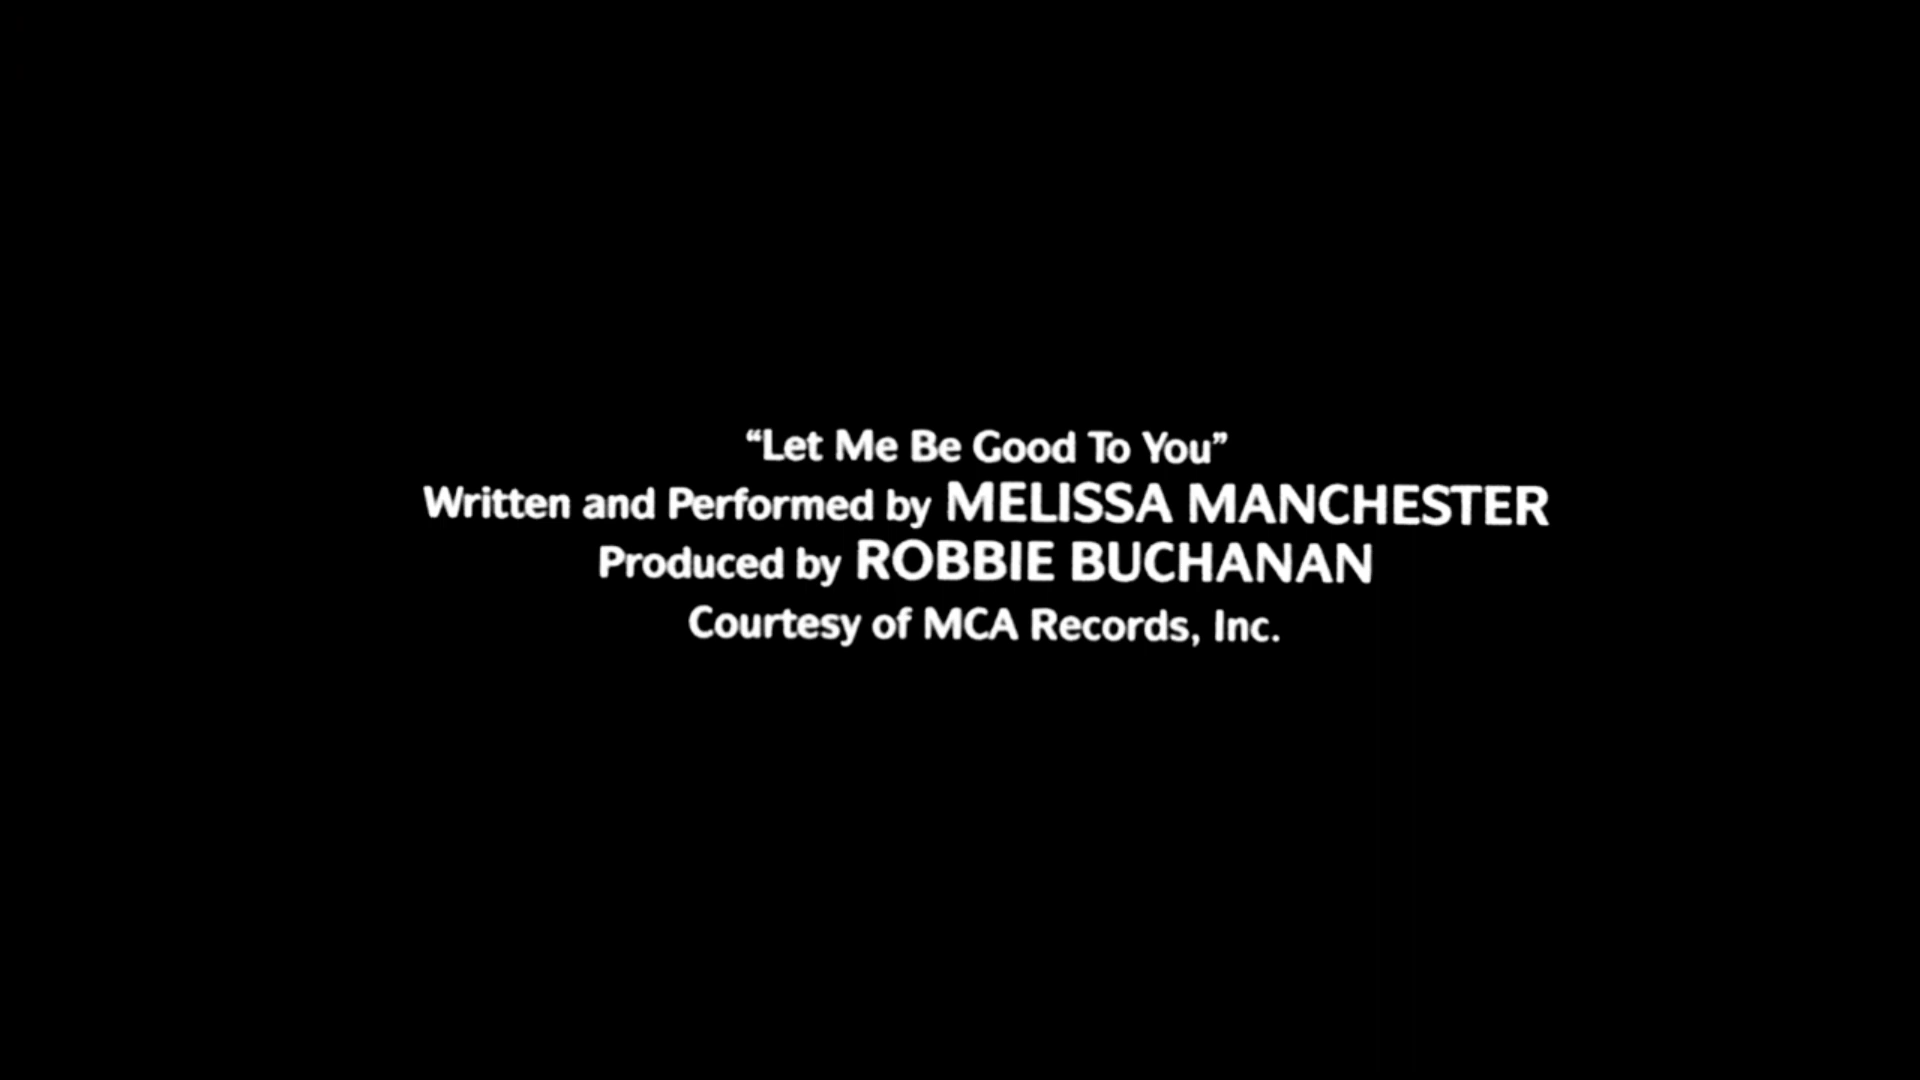 “Let Me Be Good To You”
Written and Performed by MELISSA MANCHESTER
Produced by ROBBIE BUCHANAN
Courtesy of MCA Records, Inc.